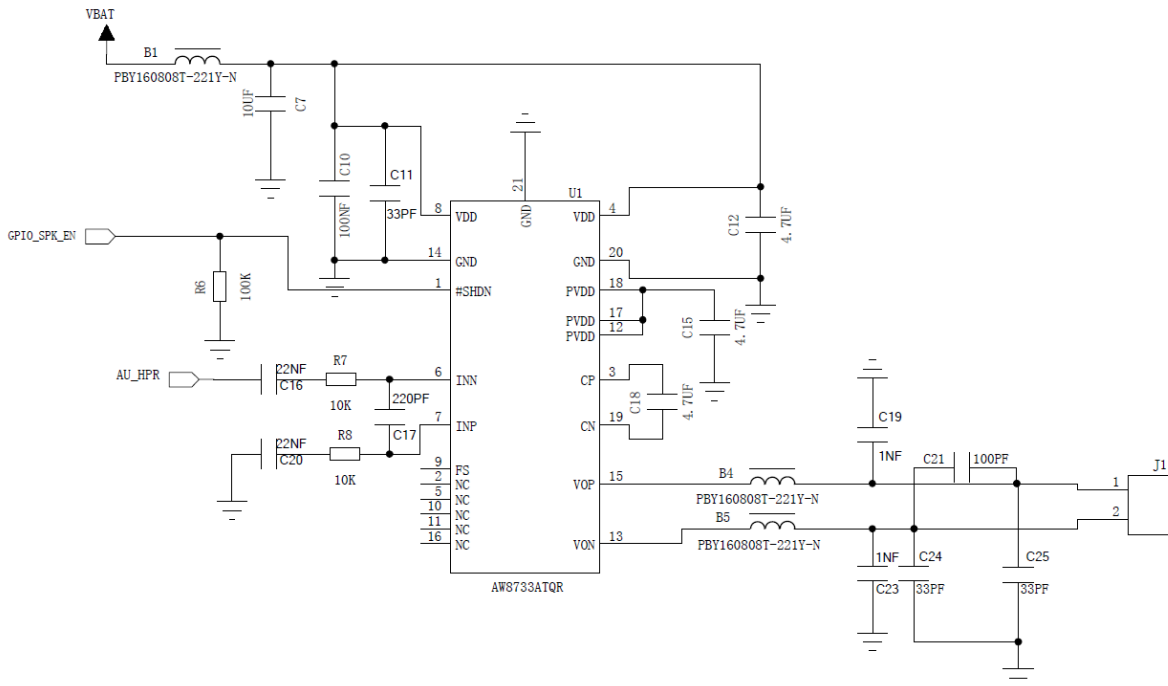 VBAT
B1
PBY160808T-221Y-N
10UF
C7
C10
100NF
C11
33PF
21
GND
U1
8
VDD
4
VDD
C12
4.7UF
GPIO_SPK_EN
R6
100K
14
GND
20
GND
1
#SHDN
18
PVDD
17
PVDD
12
PVDD
C15
4.7UF
AU_HPR
22NF
C16
R7
10K
6
INN
3
CP
C18
4.7UF
220PF
C17
7
INP
19
CN
22NF
C20
R8
10K
9
FS
2
NC
5
NC
10
NC
11
NC
16
NC
15
VOP
B4
PBY160808T-221Y-N
C19
1NF
C21
100PF
J1
1
2
13
VON
B5
PBY160808T-221Y-N
1NF
C23
C24
33PF
C25
33PF
AW8733ATQR